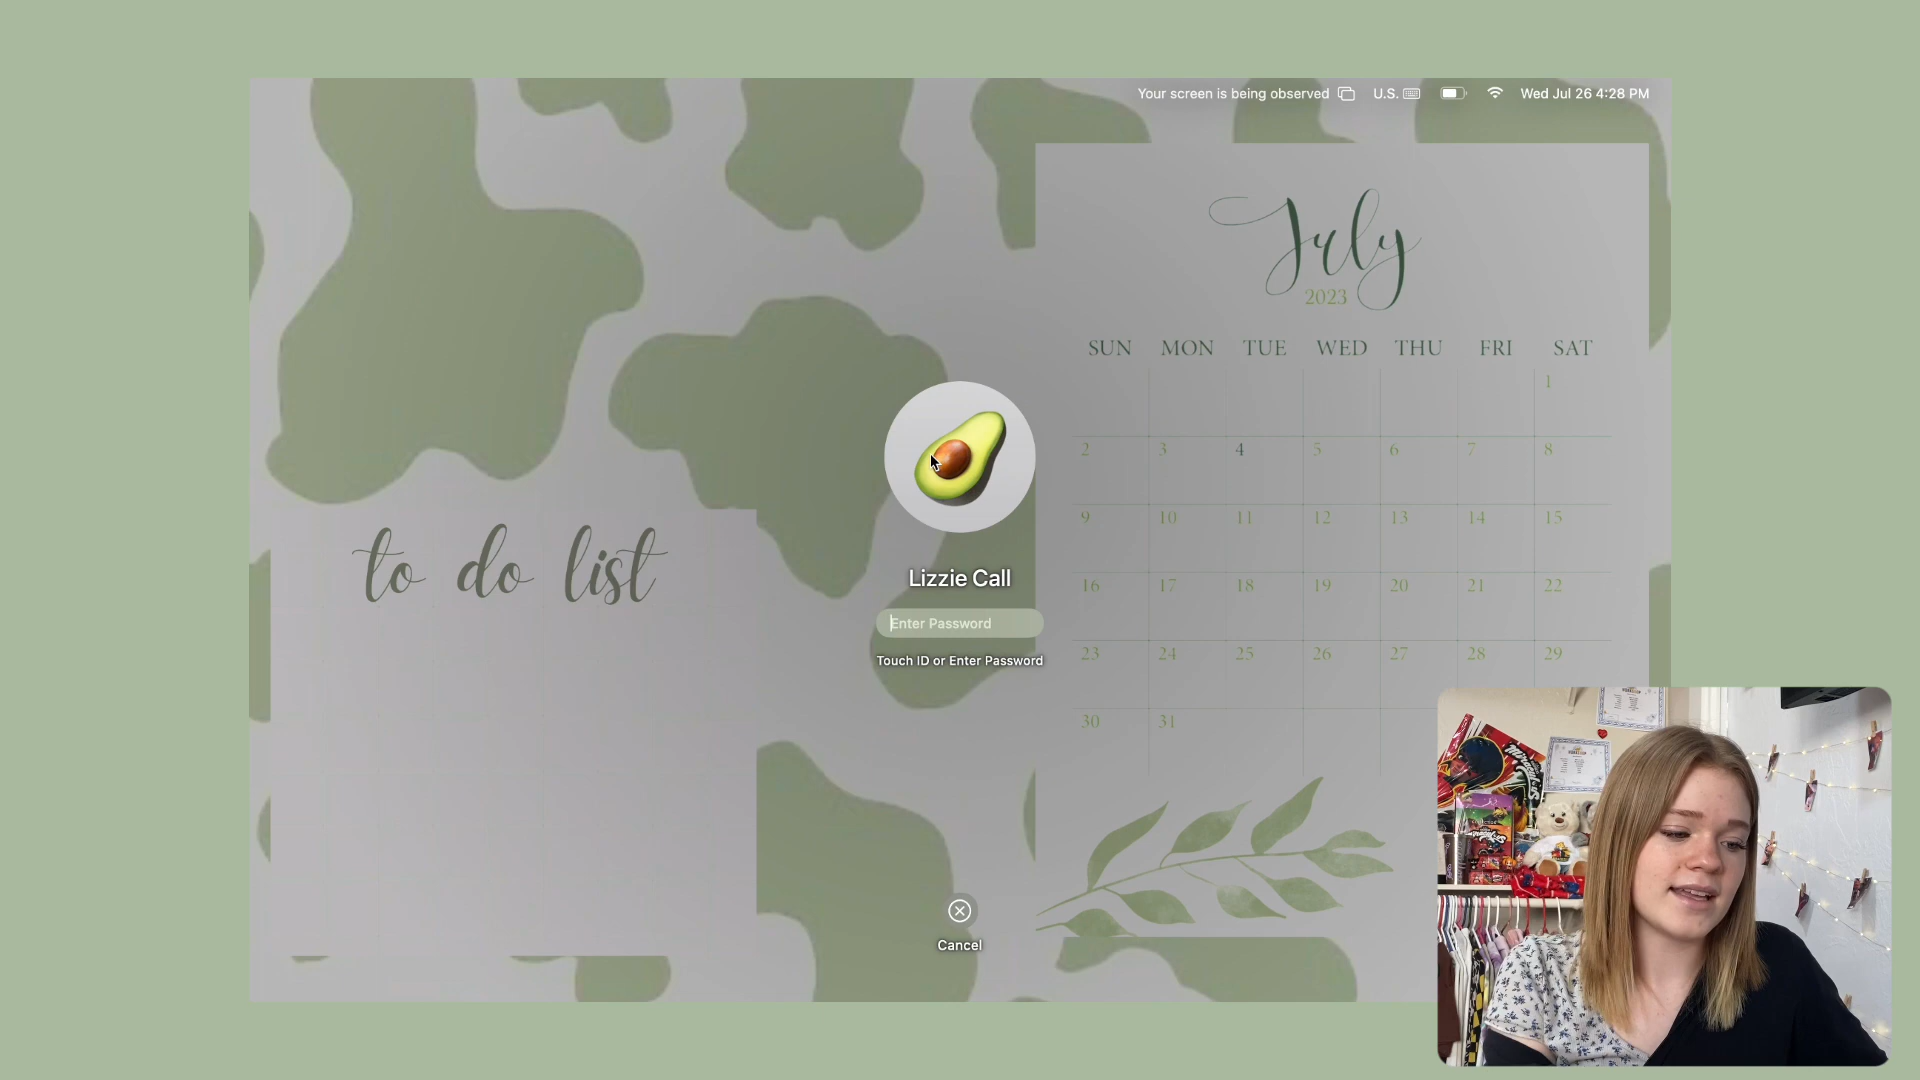 Your screen is being observed U.S. Wed Jul 26 4:28 PM
July
2023
SUN MON TUE WED THU FRI SAT
1
2 3 4 5 6 7 8
9 10 11 12 13 14 15
16 17 18 19 20 21 22
23 24 25 26 27 28 29
30 31
to do list
Lizzie Call
Enter Password
Touch ID or Enter Password
Cancel
Miraculous